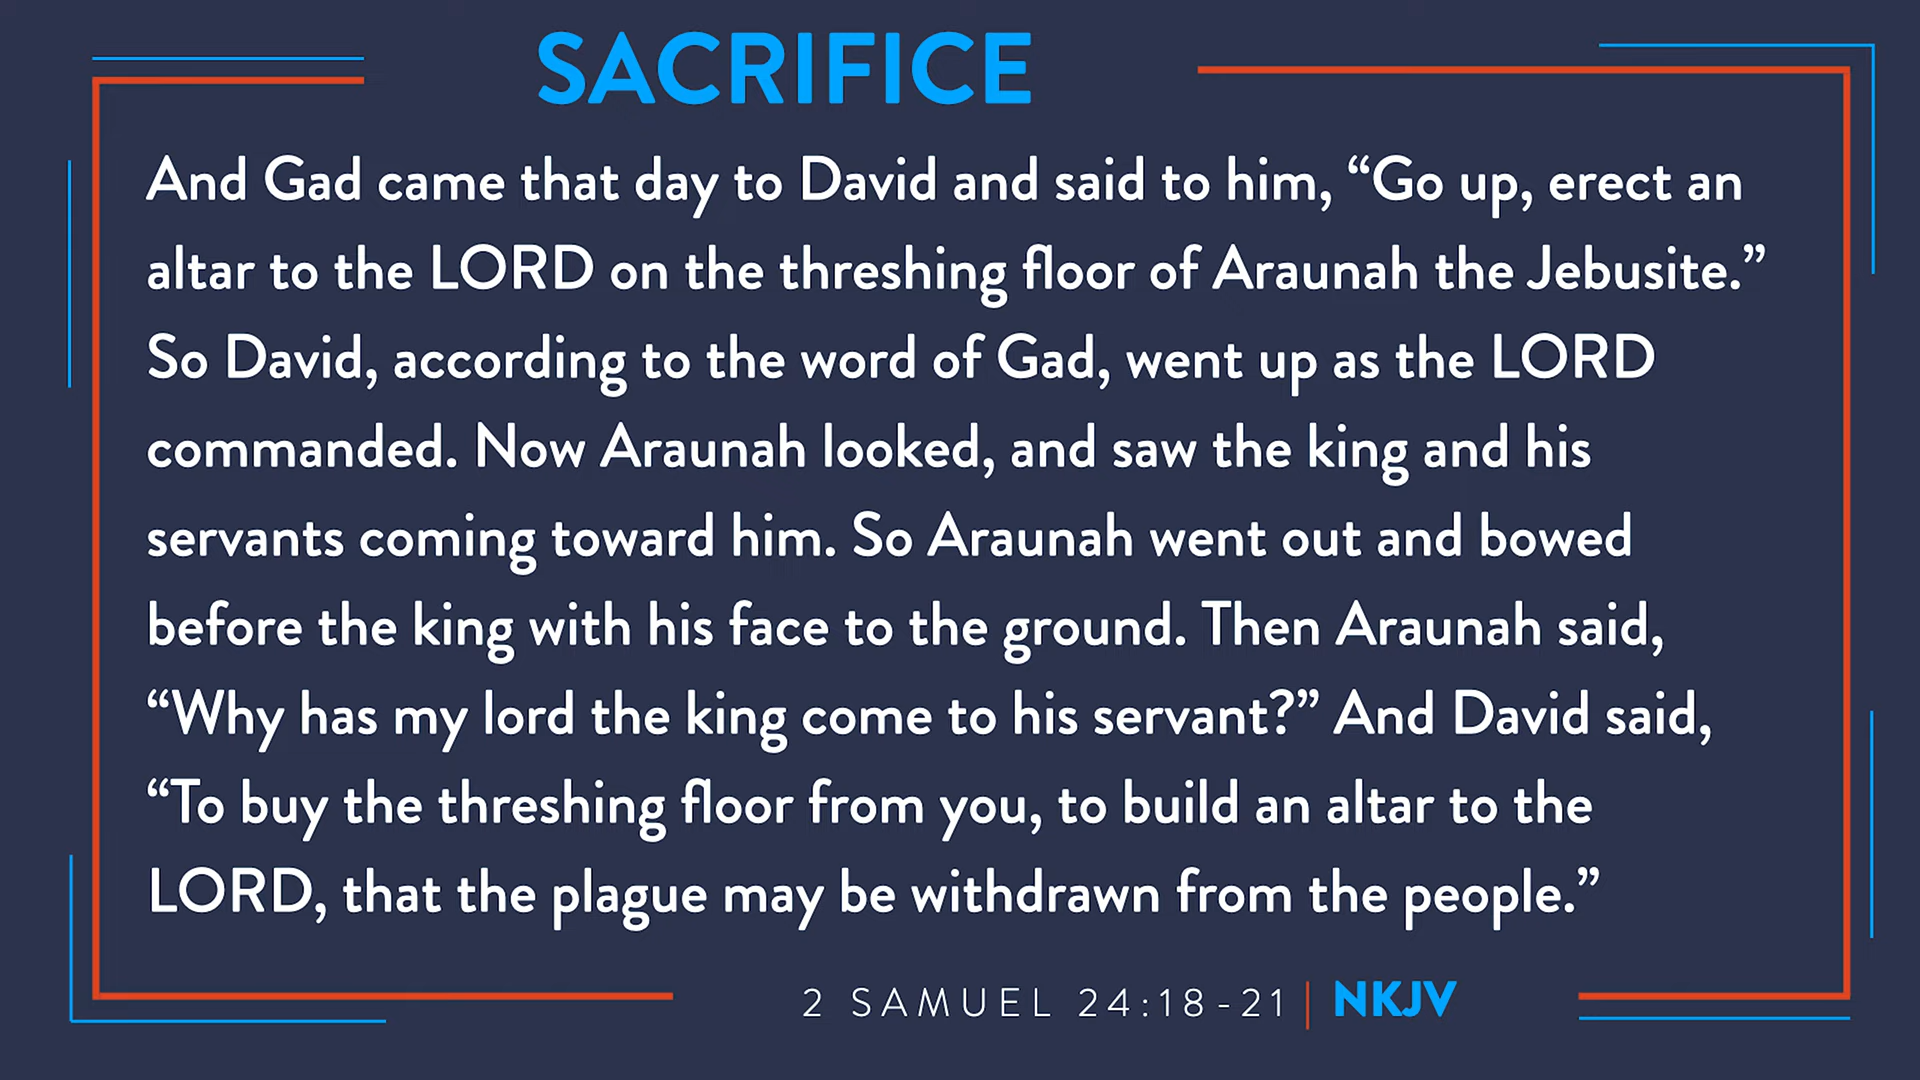 SACRIFICE
And Gad came that day to David and said to him, “Go up, erect an
altar to the LORD on the threshing floor of Araunah the Jebusite.”
So David, according to the word of Gad, went up as the LORD
commanded. Now Araunah looked, and saw the king and his
servants coming toward him. So Araunah went out and bowed
before the king with his face to the ground. Then Araunah said,
“Why has my lord the king come to his servant?” And David said,
“To buy the threshing floor from you, to build an altar to the
LORD, that the plague may be withdrawn from the people.”
2 SAMUEL 24:18-21 | NKJV